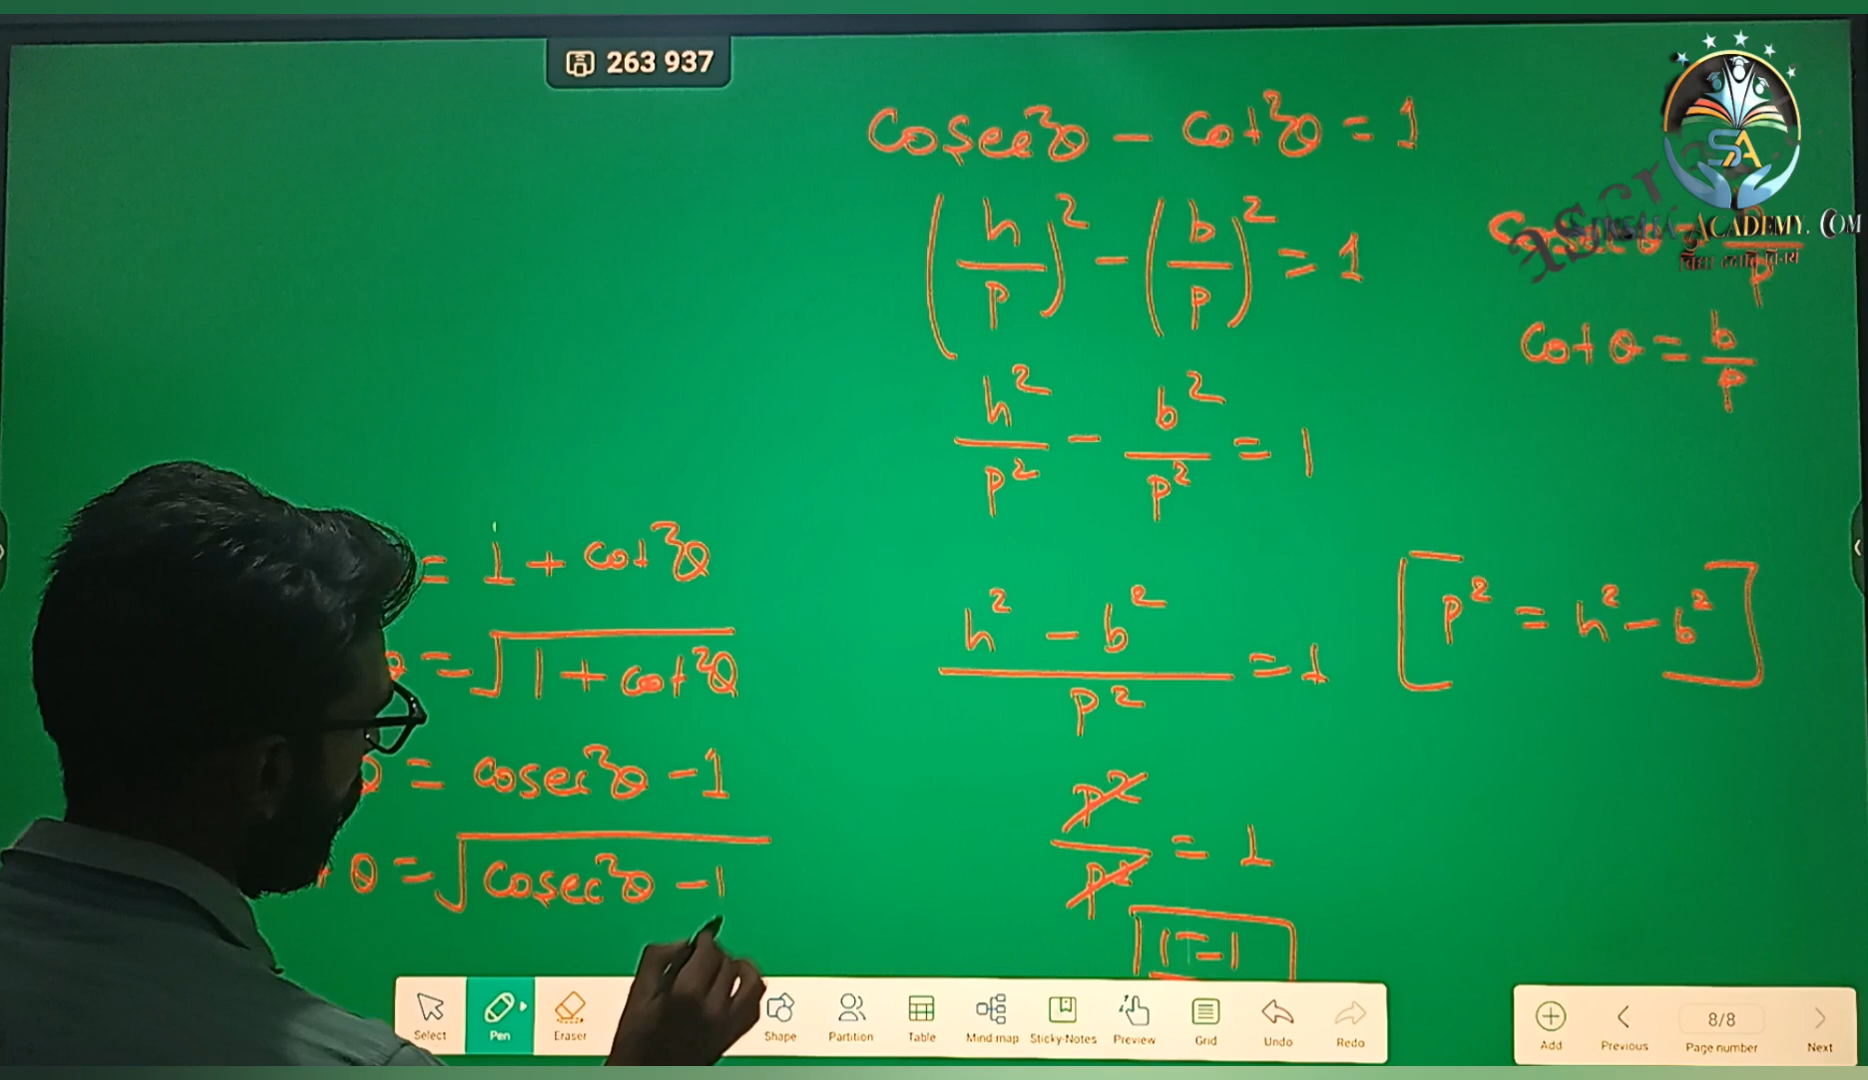 263 937
cosec²θ - cot²θ = 1
(h/p)² - (b/p)² = 1
h²/p² - b²/p² = 1
h² - b²/p² = 1
[p² = h² - b²]
p²/p² = 1
1 = 1
cot θ = b/p
= 1 + cot²θ
θ = √1 + cot²θ
θ = cosec²θ - 1
θ = √cosec²θ - 1
SA
ACADEMY. COM
Select
Pen
Eraser
Shape
Partition
Table
Mind map
Sticky-Notes
Preview
Grid
Undo
Redo
Add
Previous
8/8
Page number
Next